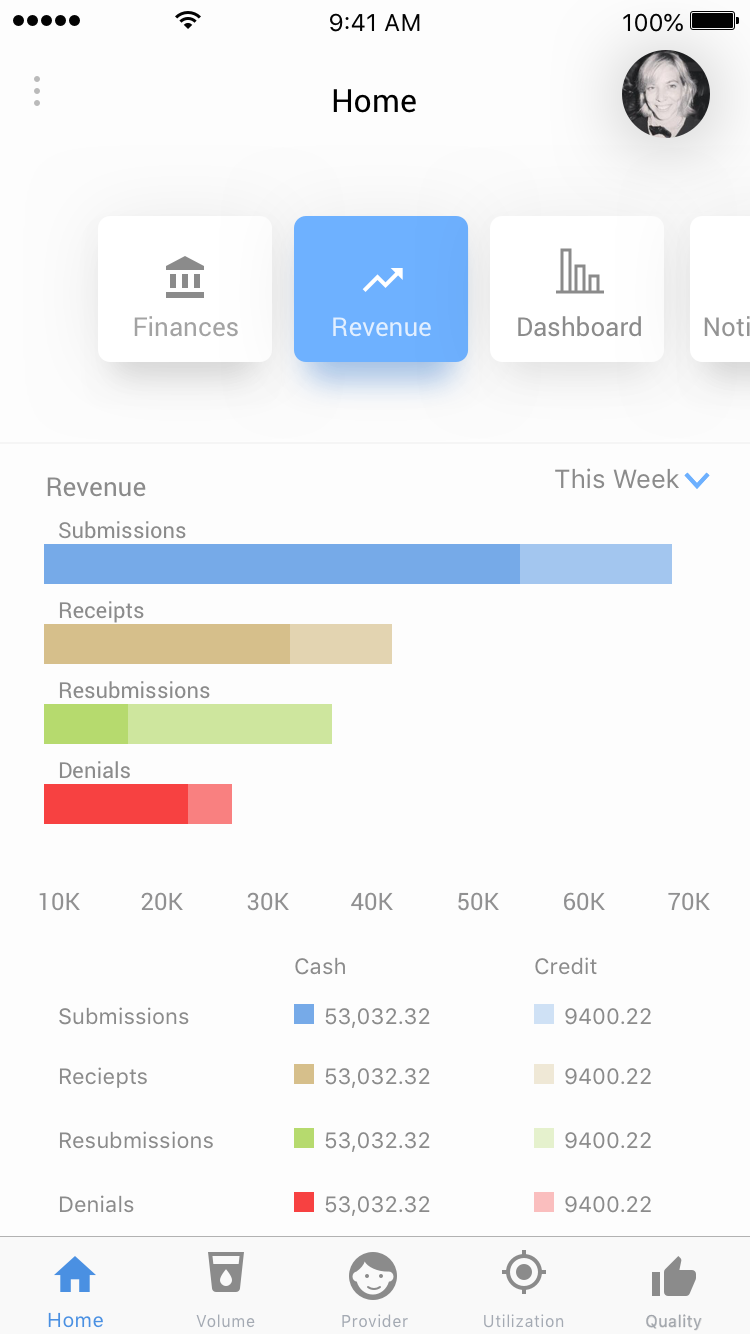 9:41 AM 100%
Home
Finances Revenue Dashboard Noti
Revenue This Week
Submissions
Receipts
Resubmissions
Denials
10K 20K 30K 40K 50K 60K 70K
Cash Credit
Submissions 53,032.32 9400.22
Reciepts 53,032.32 9400.22
Resubmissions 53,032.32 9400.22
Denials 53,032.32 9400.22
Home Volume Provider Utilization Quality